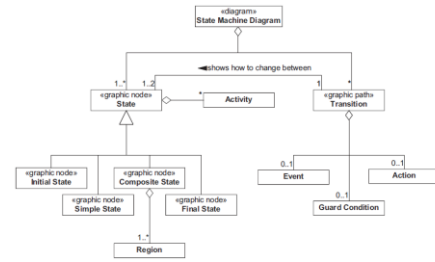 «diagram»
State Machine Diagram
◄shows how to change between
1..*
1..2
1
*
«graphic node»
State
*
Activity
«graphic path»
Transition
«graphic node»
Initial State
«graphic node»
Composite State
«graphic node»
Simple State
«graphic node»
Final State
0..1
Event
0..1
Action
0..1
Guard Condition
1..*
Region